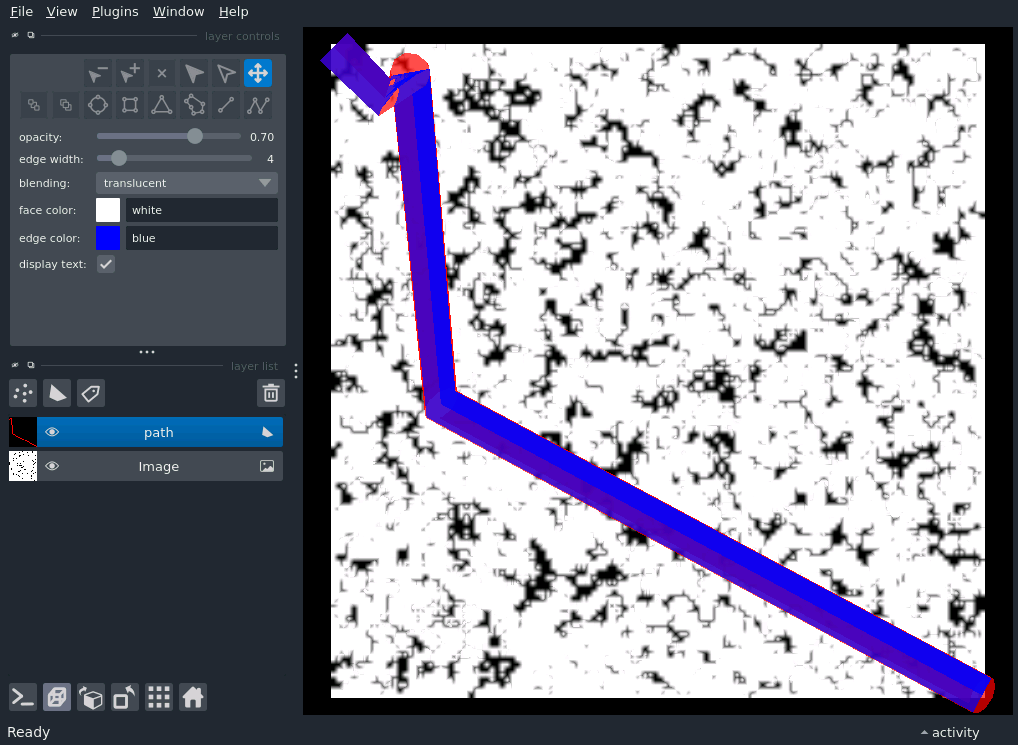 File View Plugins Window Help
layer controls
opacity: 0.70
edge width: 4
blending: translucent
face color: white
edge color: blue
display text:
layer list
path
Image
Ready activity